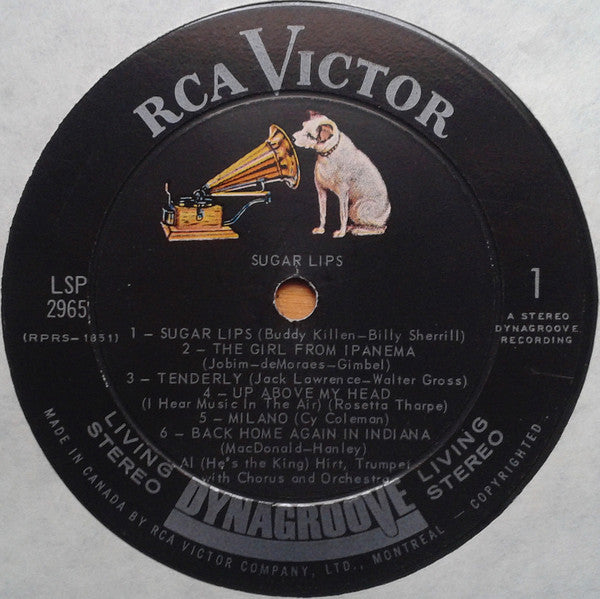 RCA VICTOR
SUGAR LIPS
LSP
2965
(RPRS-1851)
1
A STEREO
DYNAGROOVE
RECORDING
1 – SUGAR LIPS (Buddy Killen–Billy Sherrill)
2 – THE GIRL FROM IPANEMA
(Jobim–deMoraes–Gimbel)
3 – TENDERLY (Jack Lawrence–Walter Gross)
4 – UP ABOVE MY HEAD
(I Hear Music In The Air) (Rosetta Tharpe)
5 – MILANO (Cy Coleman)
6 – BACK HOME AGAIN IN INDIANA
(MacDonald–Hanley)
Al (He's the King) Hirt, Trumpet
with Chorus and Orchestra
LIVING
STEREO
DYNAGROOVE
LIVING
STEREO
MADE IN CANADA BY RCA VICTOR COMPANY, LTD., MONTREAL – COPYRIGHTED